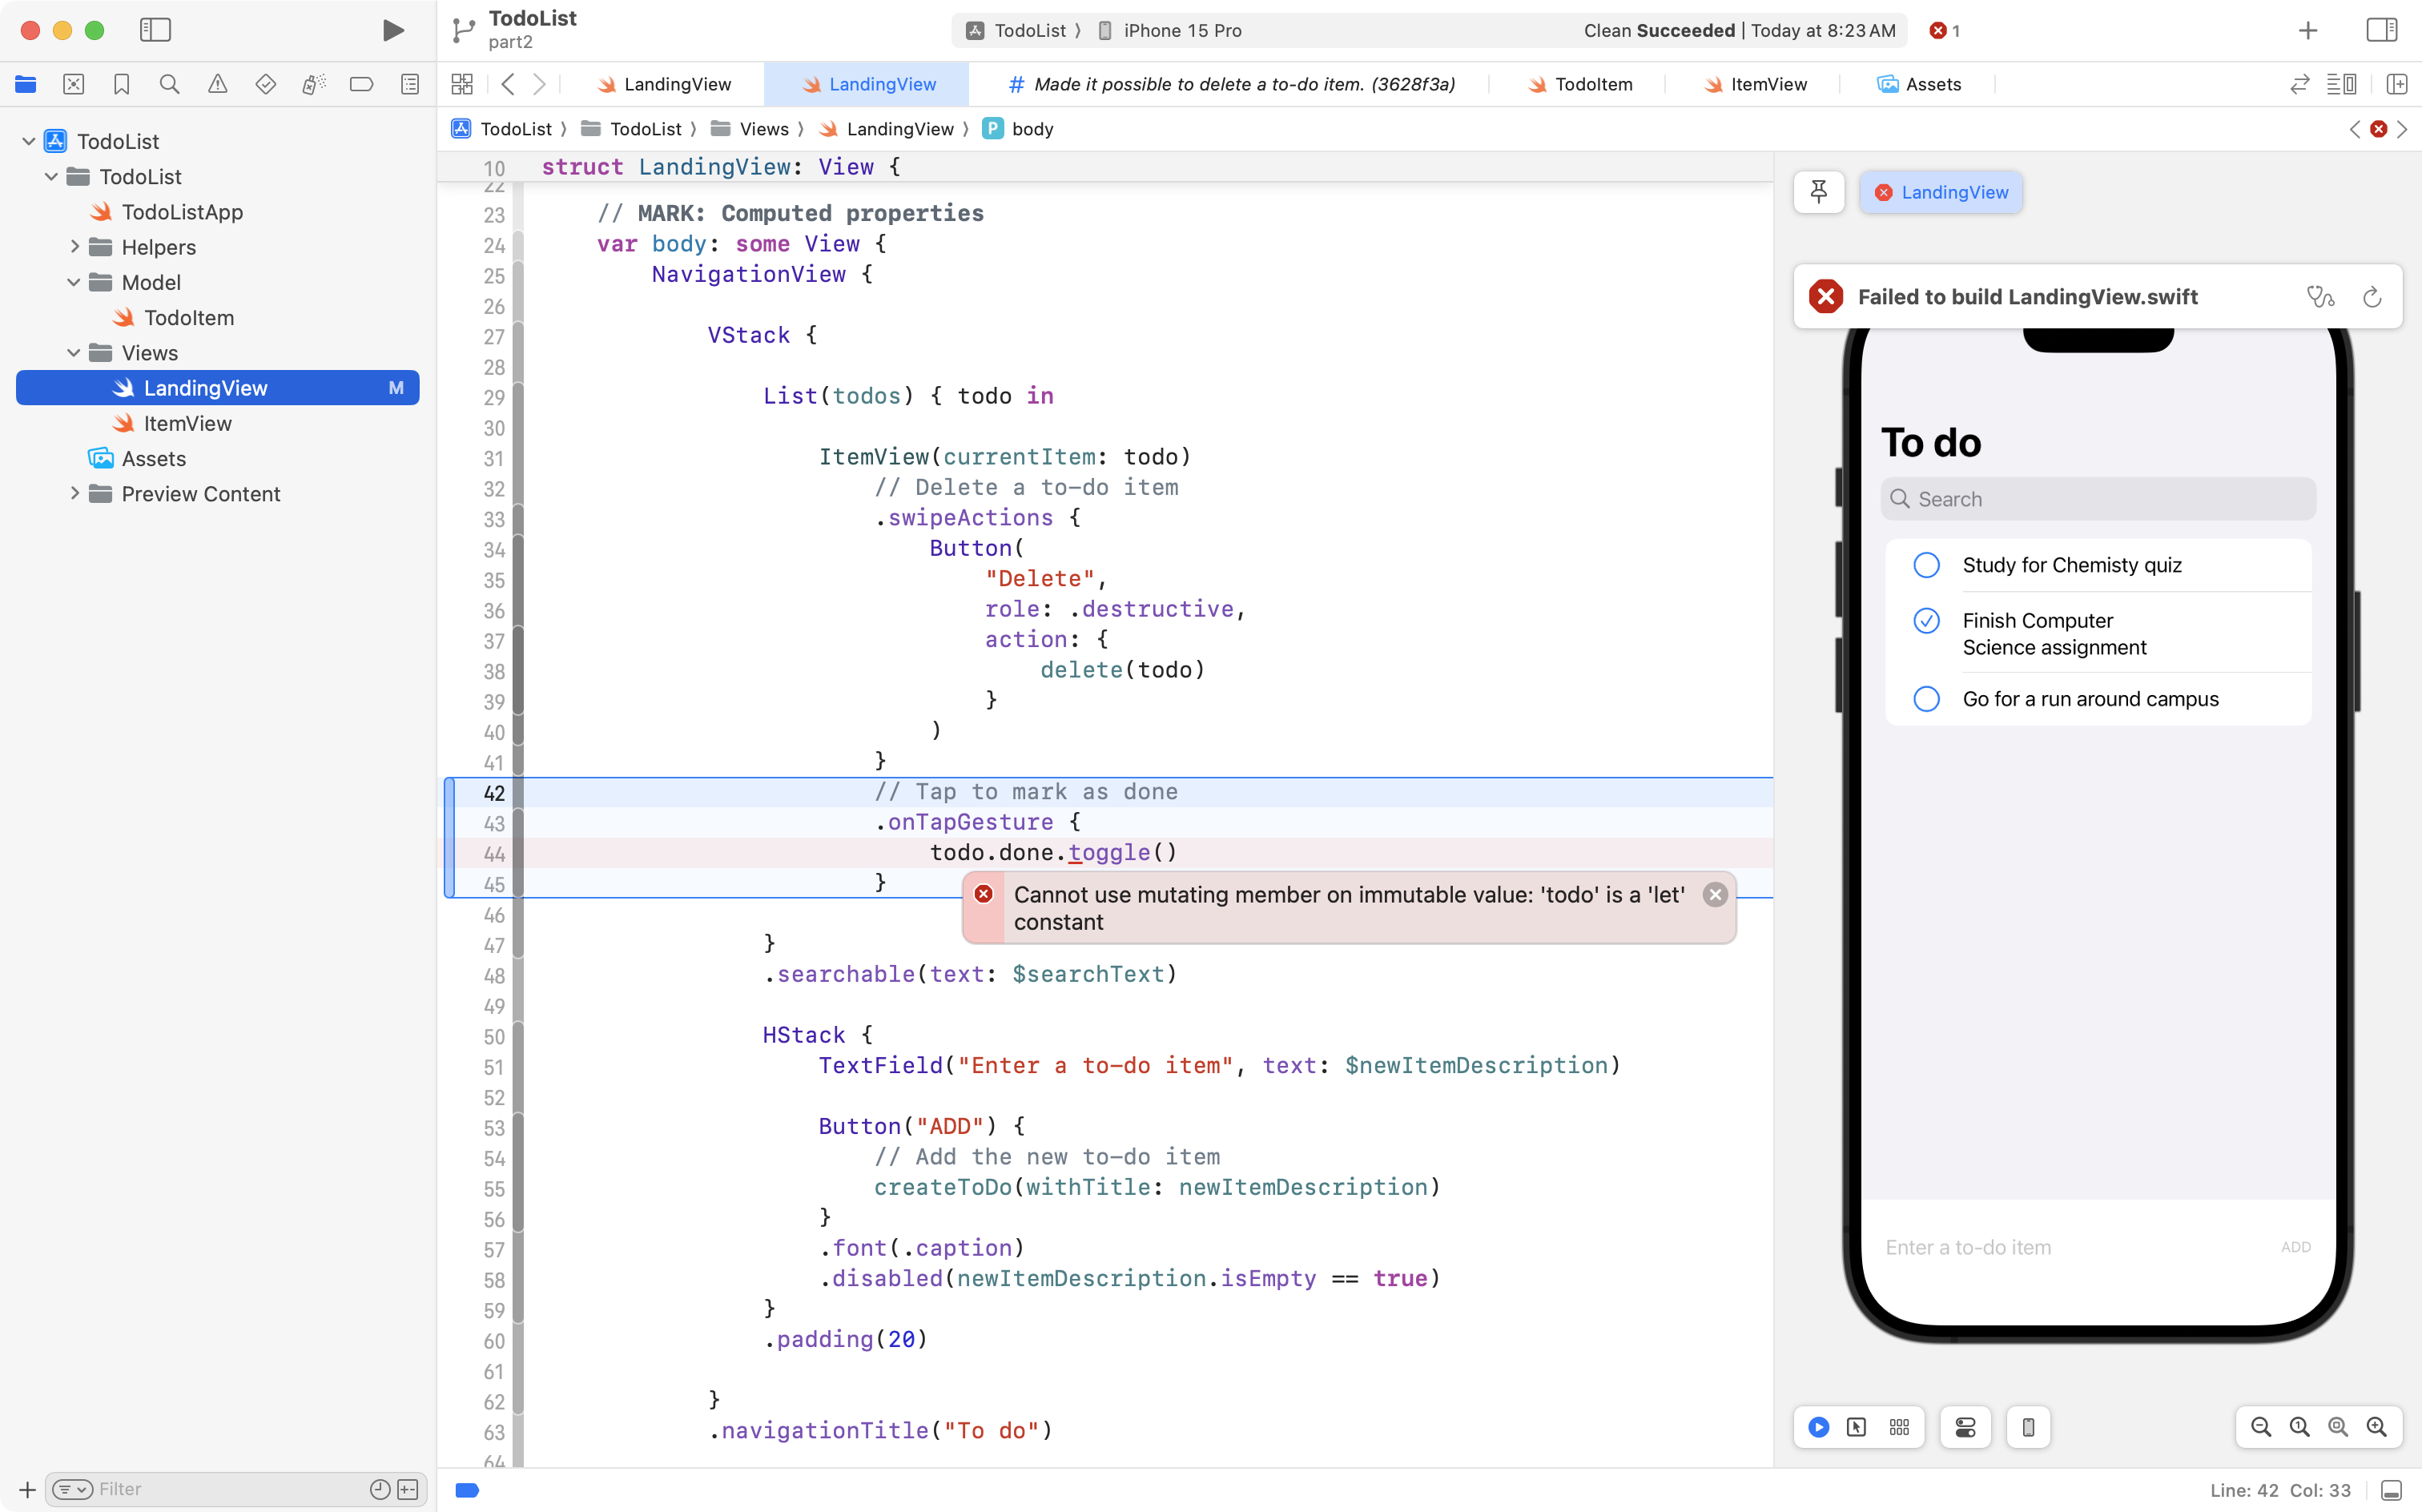 TodoList
part2
TodoList ⟩ iPhone 15 Pro
Clean Succeeded | Today at 8:23 AM
1
LandingView
LandingView
# Made it possible to delete a to-do item. (3628f3a)
TodoItem
ItemView
Assets
TodoList ⟩ TodoList ⟩ Views ⟩ LandingView ⟩ P body
TodoList
TodoList
TodoListApp
Helpers
Model
TodoItem
Views
LandingView M
ItemView
Assets
Preview Content
Filter
10 struct LandingView: View {
22
23 // MARK: Computed properties
24 var body: some View {
25 NavigationView {
26
27 VStack {
28
29 List(todos) { todo in
30
31 ItemView(currentItem: todo)
32 // Delete a to-do item
33 .swipeActions {
34 Button(
35 "Delete",
36 role: .destructive,
37 action: {
38 delete(todo)
39 }
40 )
41 }
42 // Tap to mark as done
43 .onTapGesture {
44 todo.done.toggle()
45 }
Cannot use mutating member on immutable value: 'todo' is a 'let'
constant
46
47 }
48 .searchable(text: $searchText)
49
50 HStack {
51 TextField("Enter a to-do item", text: $newItemDescription)
52
53 Button("ADD") {
54 // Add the new to-do item
55 createToDo(withTitle: newItemDescription)
56 }
57 .font(.caption)
58 .disabled(newItemDescription.isEmpty == true)
59 }
60 .padding(20)
61
62 }
63 .navigationTitle("To do")
64
LandingView
Failed to build LandingView.swift
To do
Search
Study for Chemisty quiz
Finish Computer
Science assignment
Go for a run around campus
Enter a to-do item
ADD
Line: 42 Col: 33